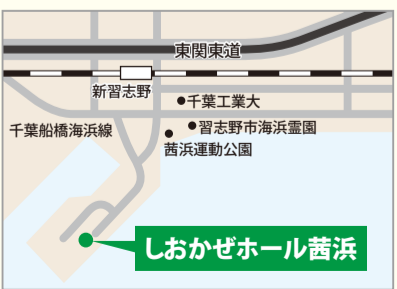 東関東道
新習志野
千葉工業大
千葉船橋海浜線
習志野市海浜霊園
茜浜運動公園
しおかぜホール茜浜